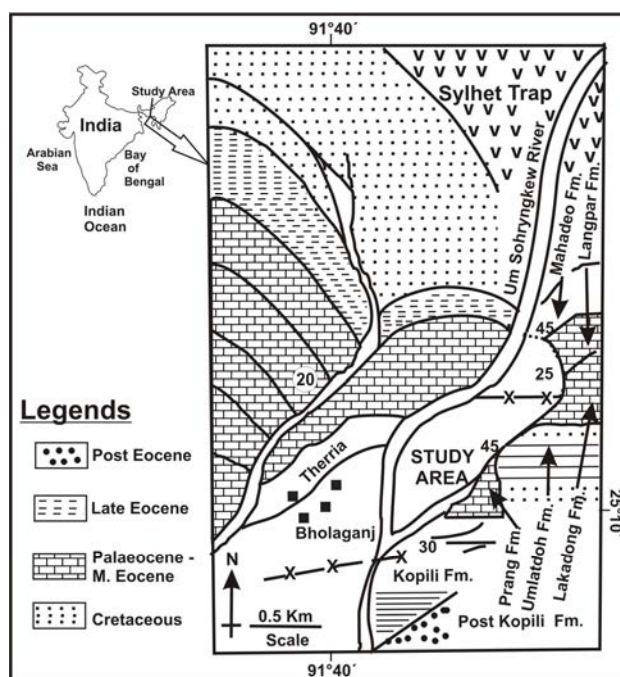 91°40´
Study Area
India
Arabian
Sea
Bay
of
Bengal
Indian
Ocean
Sylhet Trap
Um Sohryngkew River
Mahadeo Fm.
Langpar Fm.
45
25
20
X X
Legends
Post Eocene
Late Eocene
Palaeocene -
M. Eocene
Cretaceous
Therria
STUDY
AREA
45
Bholaganj
X X X
30
N
0.5 Km
Scale
Kopili Fm.
Post Kopili Fm.
Prang Fm
Umlatdoh Fm.
Lakadong Fm.
25°
10´
91°40´